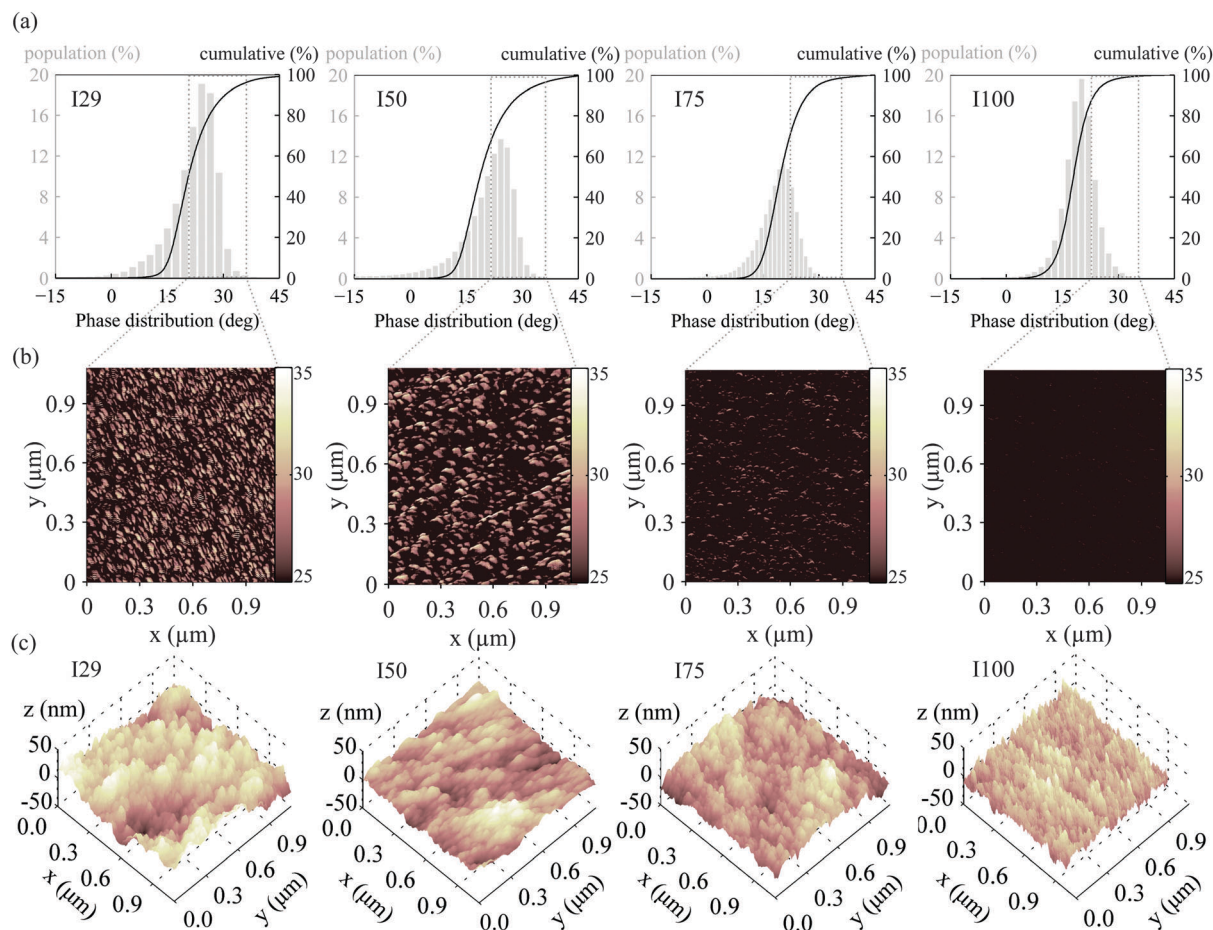 (a)
population (%) cumulative (%) population (%) cumulative (%) population (%) cumulative (%) population (%) cumulative (%)
20 100 20 100 20 100 20 100
I29 I50 I75 I100
16 80 16 80 16 80 16 80
12 60 12 60 12 60 12 60
8 40 8 40 8 40 8 40
4 20 4 20 4 20 4 20
0 0 0 0 0 0 0 0
−15 0 15 30 45 −15 0 15 30 45 −15 0 15 30 45 −15 0 15 30 45
Phase distribution (deg) Phase distribution (deg) Phase distribution (deg) Phase distribution (deg)
(b)
35 35 35 35
0.9 0.9 0.9 0.9
y (µm) 0.6 30 y (µm) 0.6 30 y (µm) 0.6 30 y (µm) 0.6 30
0.3 0.3 0.3 0.3
0 25 0 25 0 25 0 25
0 0.3 0.6 0.9 0 0.3 0.6 0.9 0 0.3 0.6 0.9 0 0.3 0.6 0.9
x (µm) x (µm) x (µm) x (µm)
(c)
I29 I50 I75 I100
z (nm) z (nm) z (nm) z (nm)
50 50 50 50
0 0 0 0
-50 -50 -50 -50
0.0 0.9 0.0 0.9 0.0 0.9 0.0 0.9
0.3 0.6 0.3 0.6 0.3 0.6 0.3 0.6
0.6 0.3 0.6 0.3 0.6 0.3 0.6 0.3
0.9 0.0 0.9 0.0 0.9 0.0 0.9 0.0
x (µm) y (µm) x (µm) y (µm) x (µm) y (µm) x (µm) y (µm)